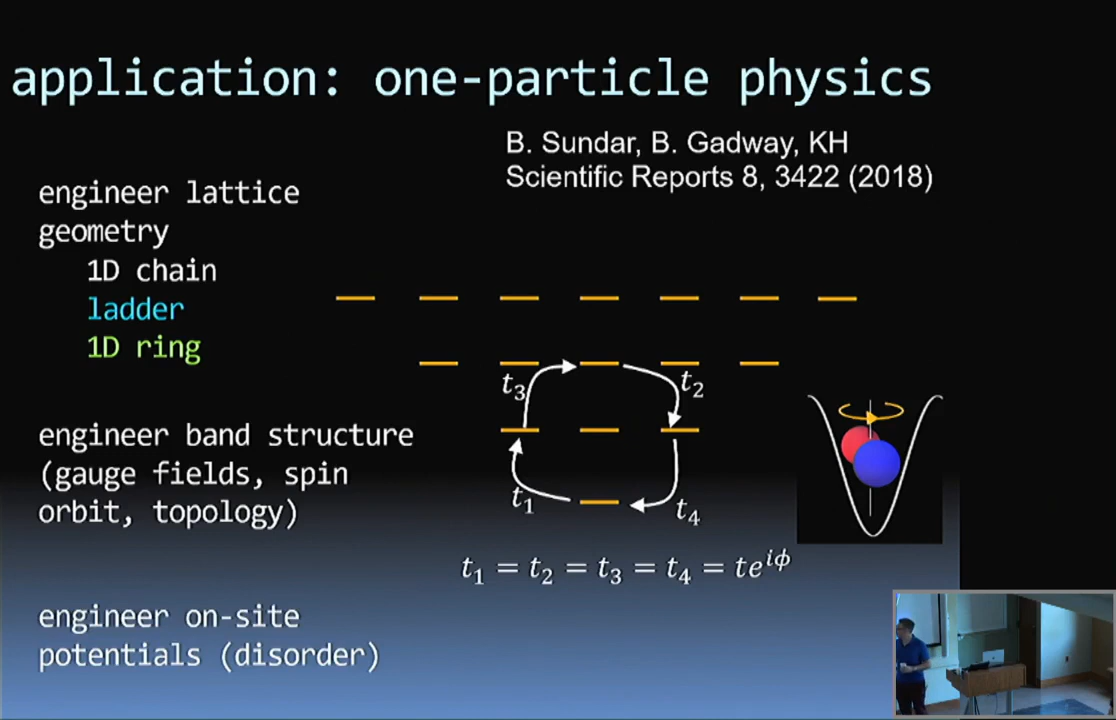 application: one-particle physics
B. Sundar, B. Gadway, KH
Scientific Reports 8, 3422 (2018)
engineer lattice
geometry
1D chain
ladder
1D ring
engineer band structure
(gauge fields, spin
orbit, topology)
engineer on-site
potentials (disorder)
t₃
t₂
t₁
t₄
t₁ = t₂ = t₃ = t₄ = te^{iϕ}